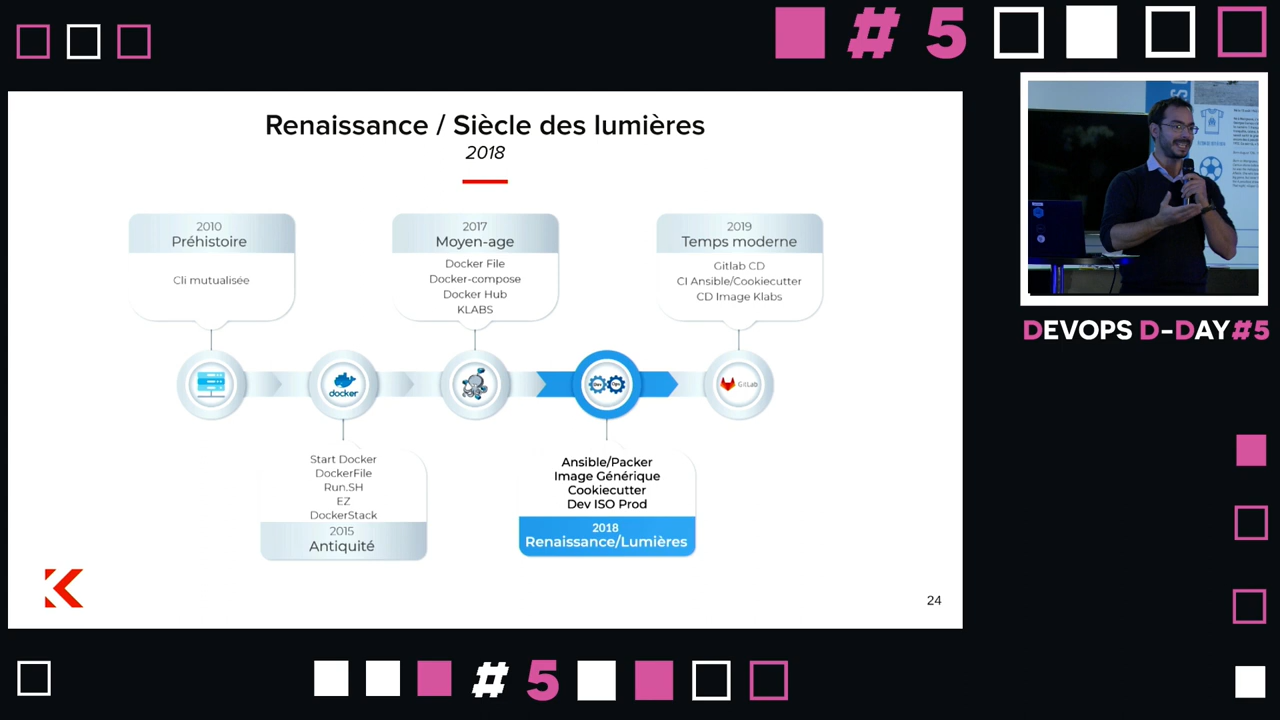 # 5
Renaissance / Siècle des lumières
2018
2010
Préhistoire
Cli mutualisée
2017
Moyen-age
Docker File
Docker-compose
Docker Hub
KLABS
2019
Temps moderne
Gitlab CD
CI Ansible/Cookiecutter
CD Image Klabs
docker
Dev Ops
GitLab
Start Docker
DockerFile
Run.SH
EZ
DockerStack
2015
Antiquité
Ansible/Packer
Image Générique
Cookiecutter
Dev ISO Prod
2018
Renaissance/Lumières
24
DEVOPS D-DAY#5
# 5